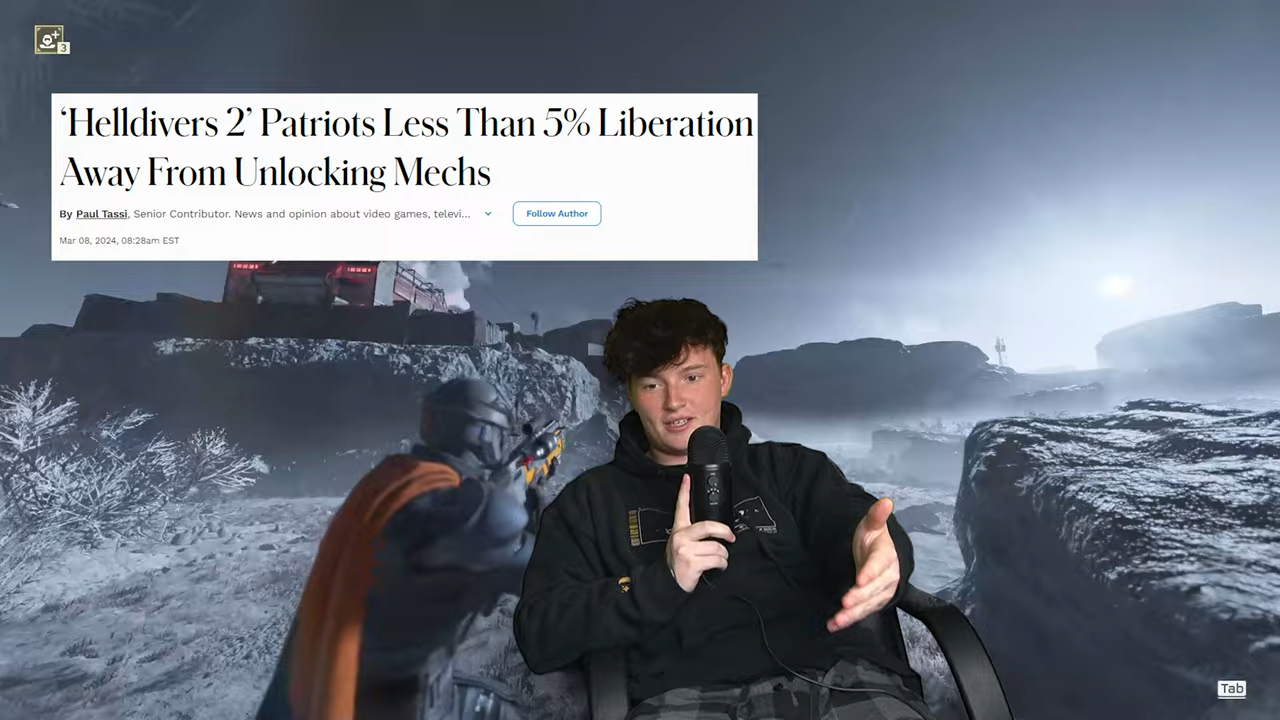 3
‘Helldivers 2’ Patriots Less Than 5% Liberation
Away From Unlocking Mechs
By Paul Tassi, Senior Contributor. News and opinion about video games, televi...
Follow Author
Mar 08, 2024, 08:28am EST
Tab